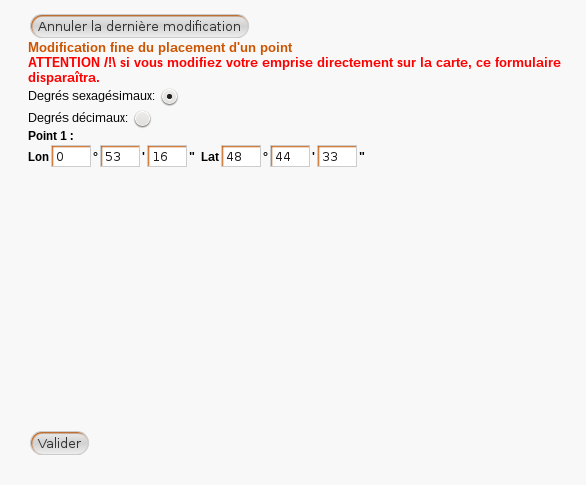 Annuler la dernière modification
Modification fine du placement d'un point
ATTENTION /!\ si vous modifiez votre emprise directement sur la carte, ce formulaire
disparaîtra.
Degrés sexagésimaux:
Degrés décimaux:
Point 1 :
Lon 0 ° 53 ' 16 " Lat 48 ° 44 ' 33 "
Valider